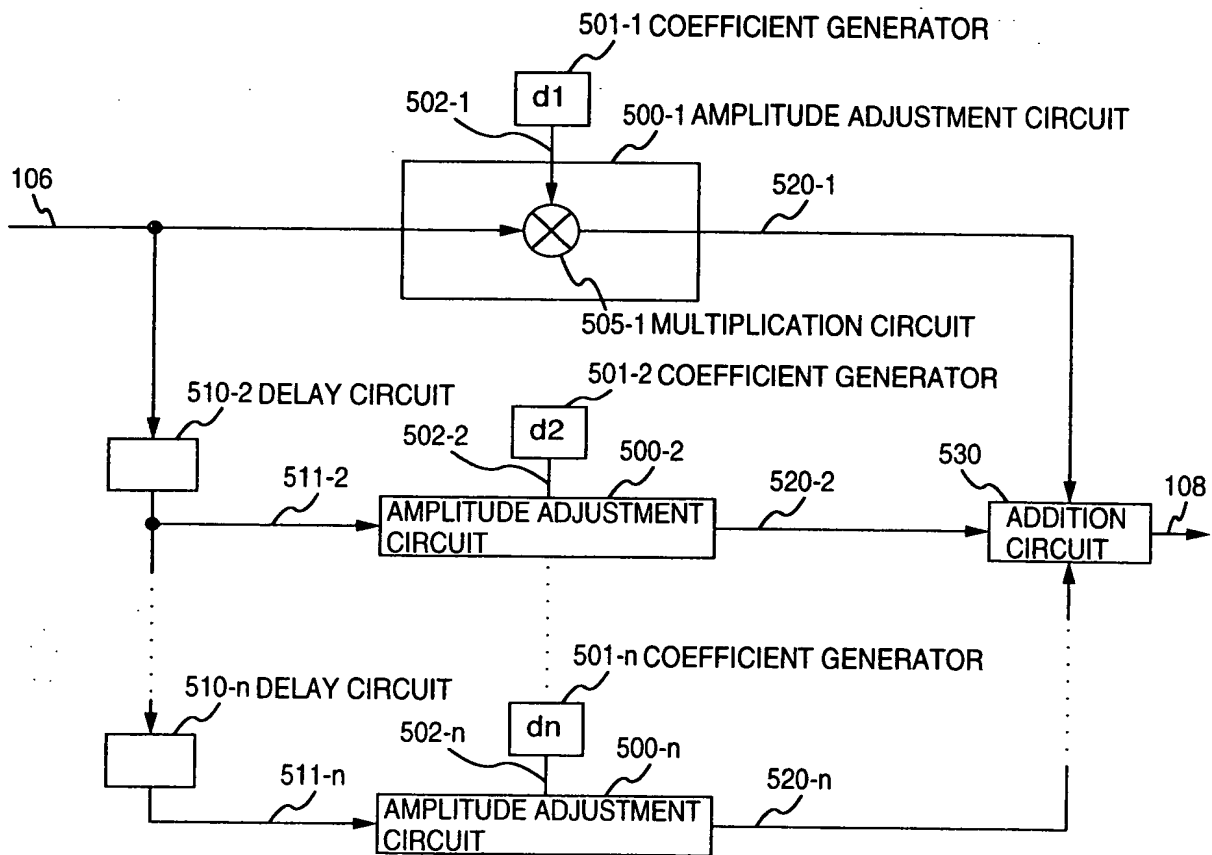 501-1 COEFFICIENT GENERATOR
d1
502-1
500-1 AMPLITUDE ADJUSTMENT CIRCUIT
106
520-1
505-1 MULTIPLICATION CIRCUIT
501-2 COEFFICIENT GENERATOR
510-2 DELAY CIRCUIT
d2
502-2
500-2
530
511-2
520-2
108
AMPLITUDE ADJUSTMENT
CIRCUIT
ADDITION
CIRCUIT
501-n COEFFICIENT GENERATOR
510-n DELAY CIRCUIT
dn
502-n
500-n
511-n
520-n
AMPLITUDE ADJUSTMENT
CIRCUIT